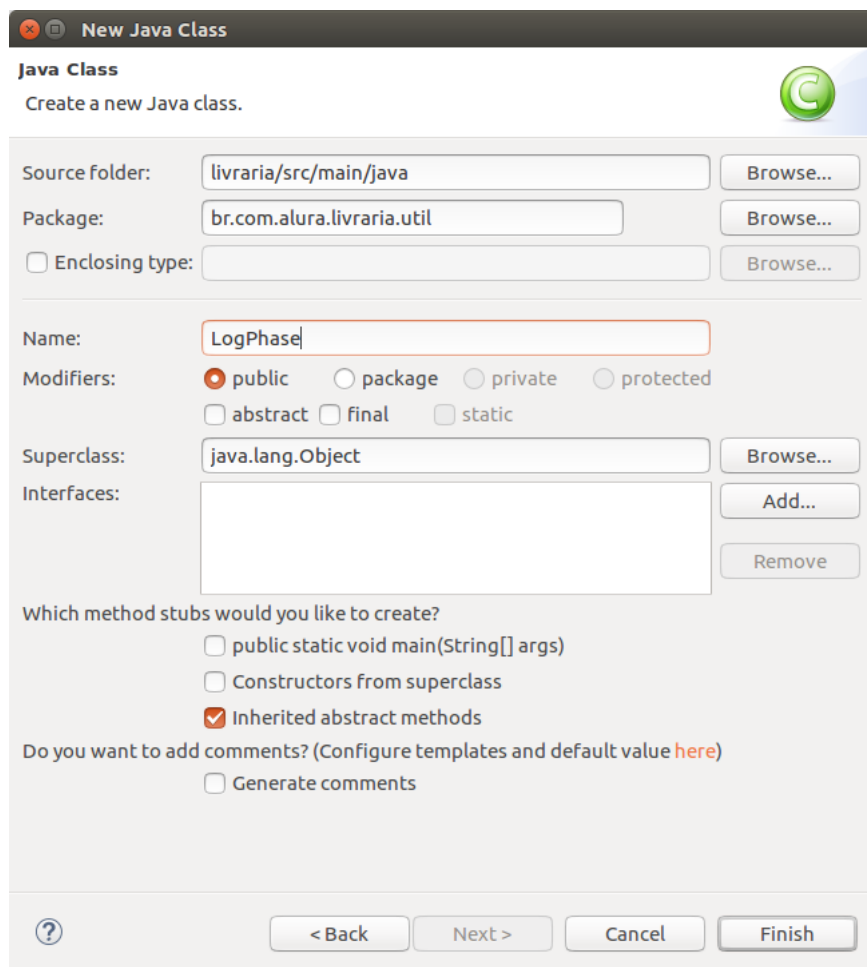 New Java Class
Java Class
Create a new Java class.
Source folder: livraria/src/main/java Browse...
Package: br.com.alura.livraria.util Browse...
Enclosing type: Browse...
Name: LogPhase
Modifiers: public package private protected
abstract final static
Superclass: java.lang.Object Browse...
Interfaces: Add...
Remove
Which method stubs would you like to create?
public static void main(String[] args)
Constructors from superclass
Inherited abstract methods
Do you want to add comments? (Configure templates and default value here)
Generate comments
? < Back Next > Cancel Finish